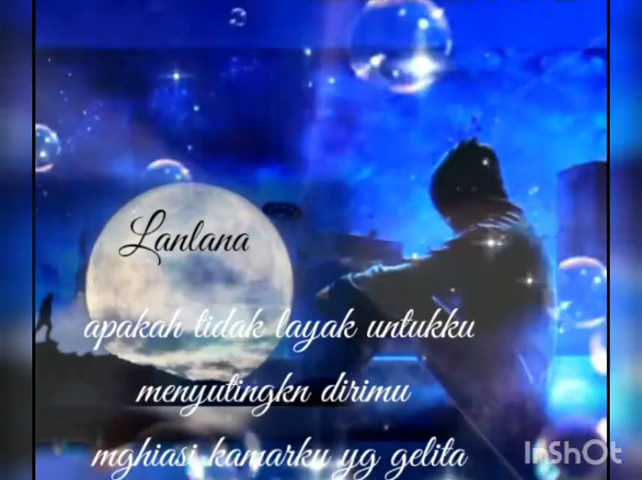 Lanlana
apakah tidak layak untukku
menyutingkn dirimu
mghiasi kamarku yg gelita
InShOt